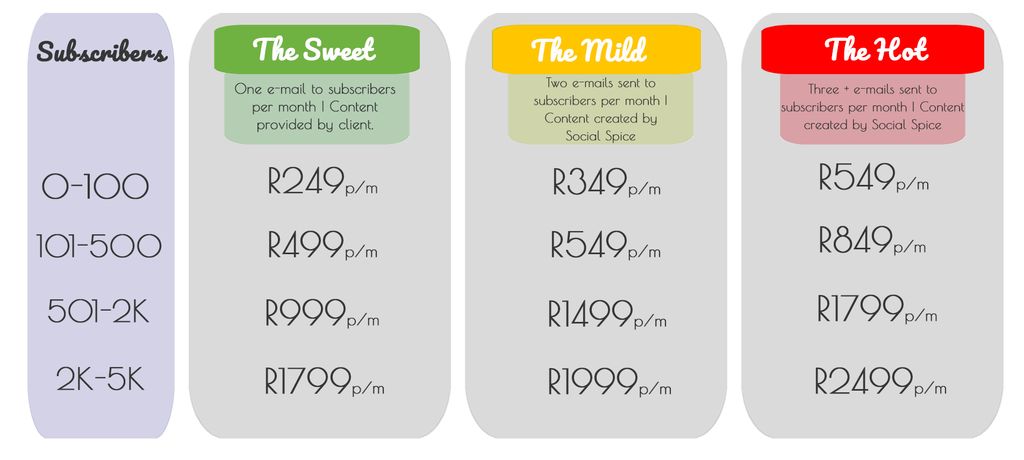 Subscribers
The Sweet
The Mild
The Hot
One e-mail to subscribers
per month | Content
provided by client.
Two e-mails sent to
subscribers per month |
Content created by
Social Spice
Three + e-mails sent to
subscribers per month | Content
created by Social Spice
0-100 R249p/m R349p/m R549p/m
101-500 R499p/m R549p/m R849p/m
501-2K R999p/m R1499p/m R1799p/m
2K-5K R1799p/m R1999p/m R2499p/m